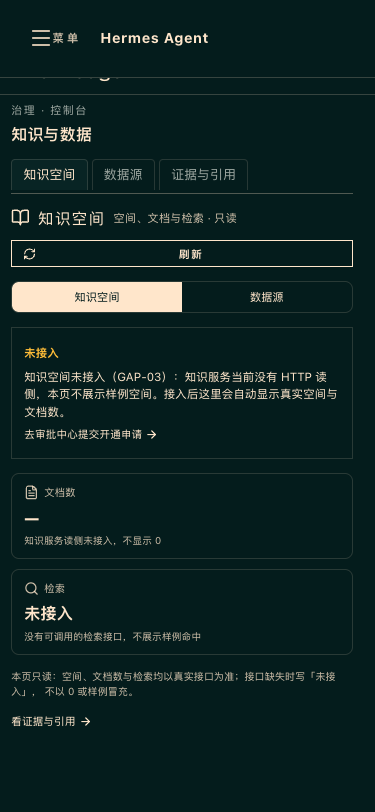 菜单
Hermes Agent
治理 · 控制台
知识与数据
知识空间
数据源
证据与引用
知识空间 空间、文档与检索 · 只读
刷新
知识空间
数据源
未接入
知识空间未接入（GAP-03）：知识服务当前没有 HTTP 读
侧，本页不展示样例空间。接入后这里会自动显示真实空间与
文档数。
去审批中心提交开通申请 →
文档数
—
知识服务读侧未接入，不显示 0
检索
未接入
没有可调用的检索接口，不展示样例命中
本页只读：空间、文档数与检索均以真实接口为准；接口缺失时写「未接
入」，不以 0 或样例冒充。
看证据与引用 →